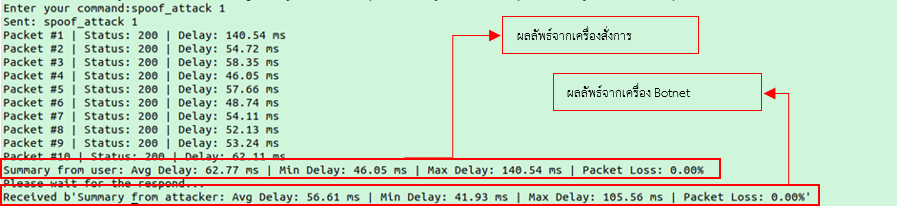 Enter your command:spoof_attack 1
Sent: spoof_attack 1
Packet #1 | Status: 200 | Delay: 140.54 ms
Packet #2 | Status: 200 | Delay: 54.72 ms
Packet #3 | Status: 200 | Delay: 58.35 ms
Packet #4 | Status: 200 | Delay: 46.05 ms
Packet #5 | Status: 200 | Delay: 57.66 ms
Packet #6 | Status: 200 | Delay: 48.74 ms
Packet #7 | Status: 200 | Delay: 54.11 ms
Packet #8 | Status: 200 | Delay: 52.13 ms
Packet #9 | Status: 200 | Delay: 53.24 ms
Packet #10 | Status: 200 | Delay: 62.11 ms
Summary from user: Avg Delay: 62.77 ms | Min Delay: 46.05 ms | Max Delay: 140.54 ms | Packet Loss: 0.00%
Please wait for the respond...
Received b'Summary from attacker: Avg Delay: 56.61 ms | Min Delay: 41.93 ms | Max Delay: 105.56 ms | Packet Loss: 0.00%'
ผลลัพธ์จากเครื่องสั่งการ
ผลลัพธ์จากเครื่อง Botnet